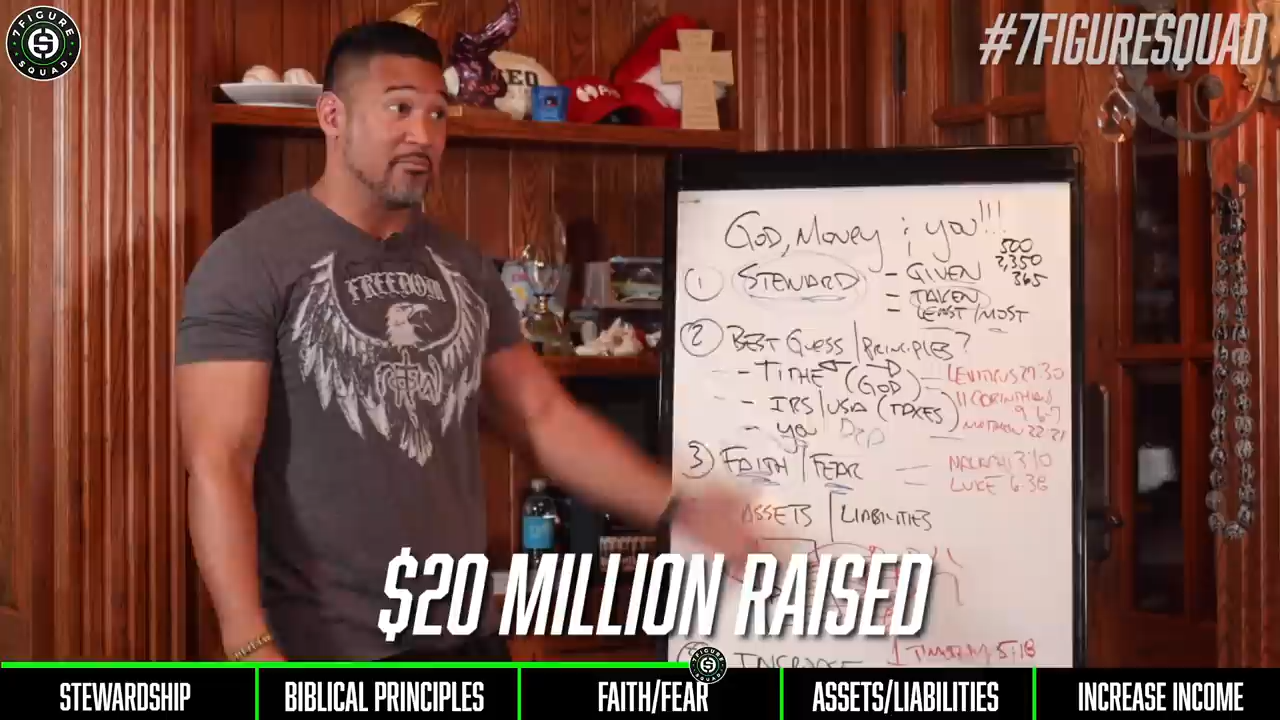 7 FIGURE
SQUAD
#7FIGURESQUAD
FREEDOM
GOD, MONEY & YOU!!!
500
2,350
365
1 STEWARD - GIVEN
- TAKEN
- LEAST/MOST
2 BEST GUESS/PRINCIPLES?
- TITHE (GOD) - LEVITICUS 27:30
- IRS/USA (TAXES) II CORINTHIANS
9:6-7
- YOU
MATTHEW 22:21
3) FAITH/FEAR
MALACHI 3:10
LUKE 6:38
ASSETS | LIABILITIES
$20 MILLION RAISED
INCREASE
1 TIMOTHY 5:18
STEWARDSHIP
BIBLICAL PRINCIPLES
FAITH/FEAR
ASSETS/LIABILITIES
INCREASE INCOME